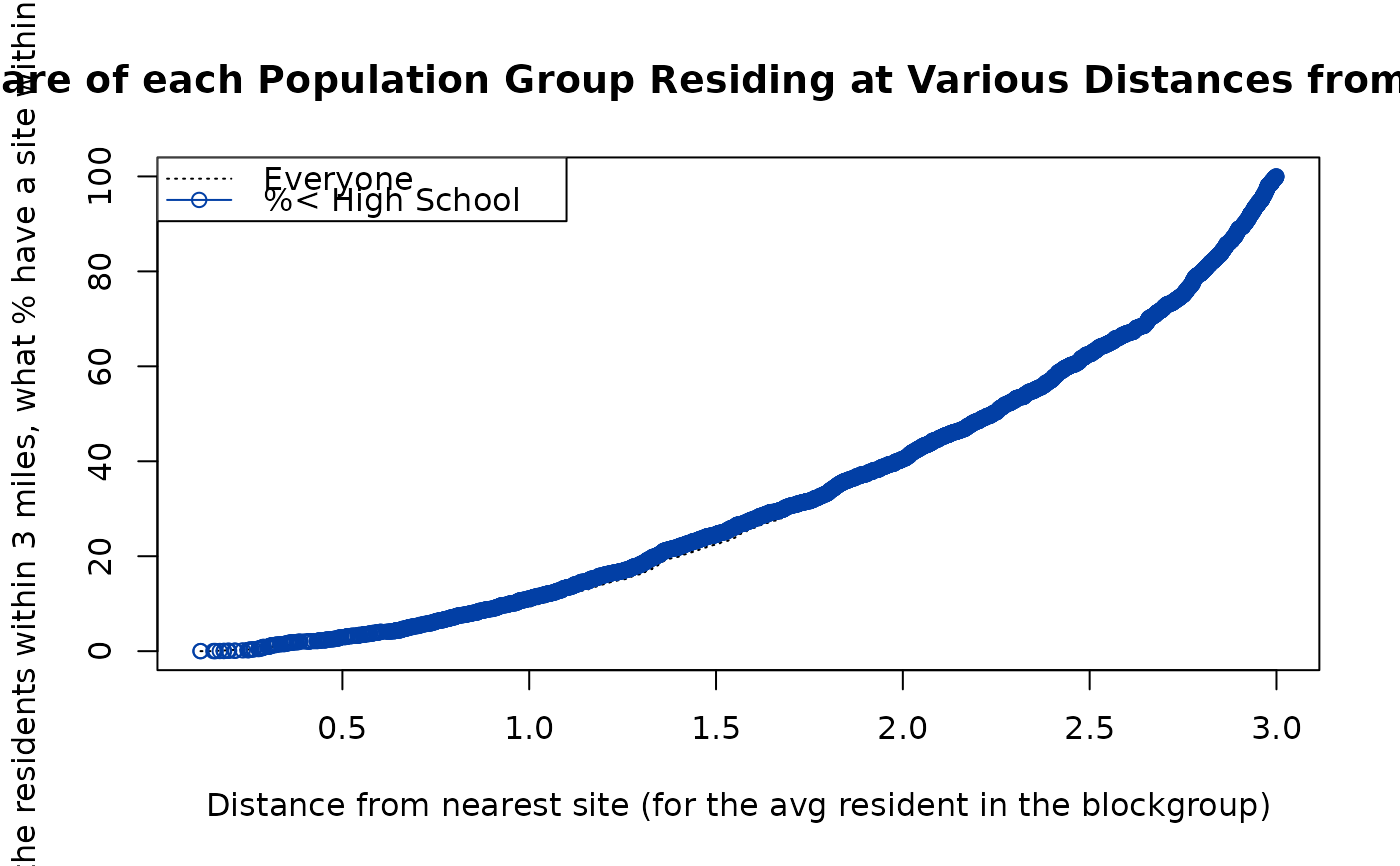 are of each Population Group Residing at Various Distances from
he residents within 3 miles, what % have a site within
Everyone
%< High School
100
80
60
40
20
0
0.5 1.0 1.5 2.0 2.5 3.0
Distance from nearest site (for the avg resident in the blockgroup)